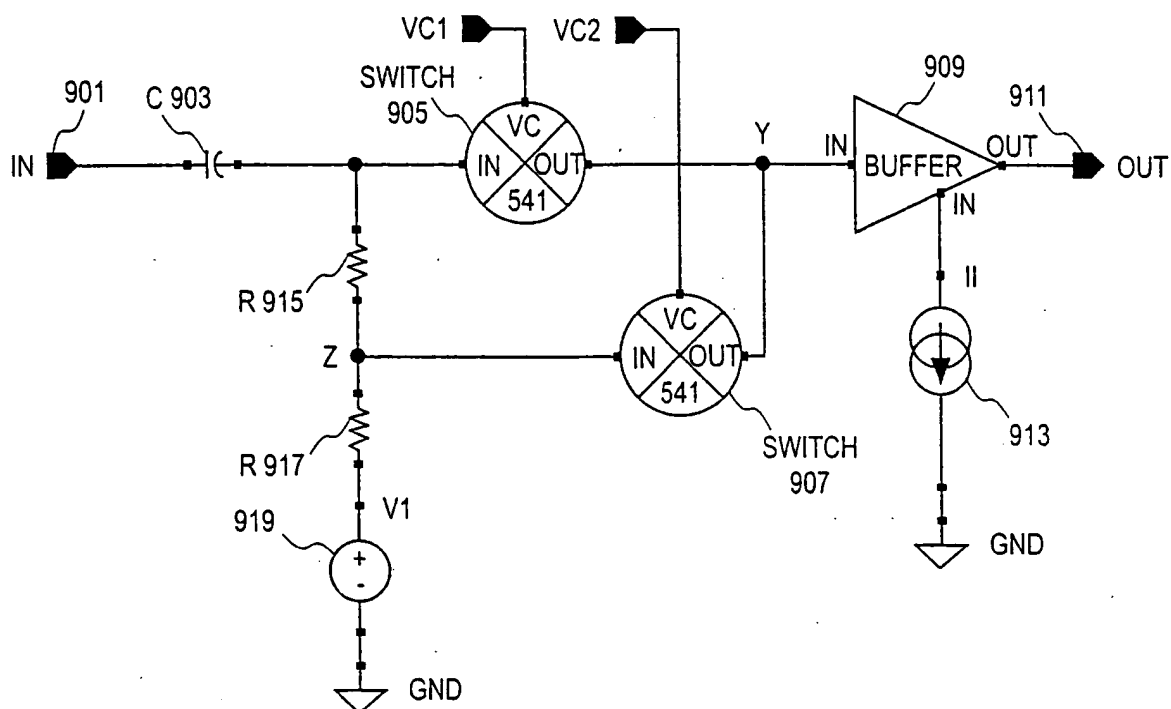 VC1
VC2
901
C 903
SWITCH
905
909
911
IN
VC
IN
OUT
541
Y
IN
BUFFER
OUT
IN
OUT
R 915
II
Z
VC
IN
OUT
541
913
R 917
SWITCH
907
919
V1
+
-
GND
GND